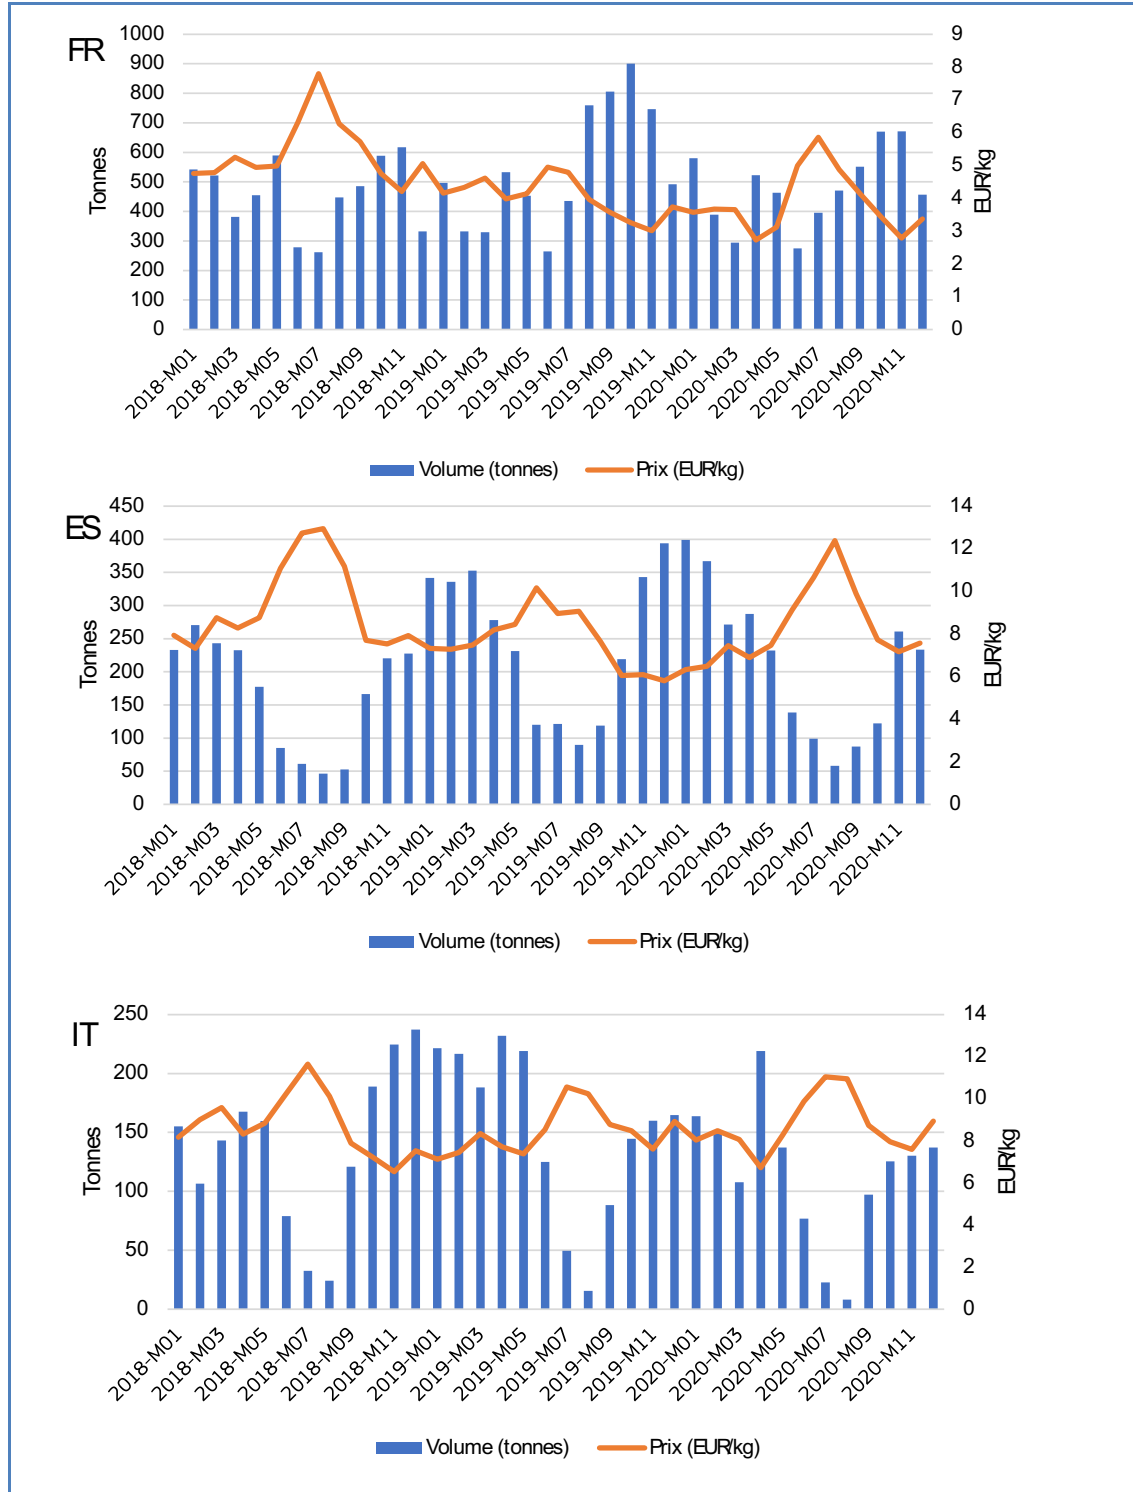 FR
1000
900
800
700
600
500
400
300
200
100
0
Tonnes
9
8
7
6
5
4
3
2
1
0
EUR/kg
2018-M01
2018-M03
2018-M05
2018-M07
2018-M09
2018-M11
2019-M01
2019-M03
2019-M05
2019-M07
2019-M09
2019-M11
2020-M01
2020-M03
2020-M05
2020-M07
2020-M09
2020-M11
Volume (tonnes) Prix (EUR/kg)
ES
450
400
350
300
250
200
150
100
50
0
Tonnes
14
12
10
8
6
4
2
0
EUR/kg
2018-M01
2018-M03
2018-M05
2018-M07
2018-M09
2018-M11
2019-M01
2019-M03
2019-M05
2019-M07
2019-M09
2019-M11
2020-M01
2020-M03
2020-M05
2020-M07
2020-M09
2020-M11
Volume (tonnes) Prix (EUR/kg)
IT
250
200
150
100
50
0
Tonnes
14
12
10
8
6
4
2
0
EUR/kg
2018-M01
2018-M03
2018-M05
2018-M07
2018-M09
2018-M11
2019-M01
2019-M03
2019-M05
2019-M07
2019-M09
2019-M11
2020-M01
2020-M03
2020-M05
2020-M07
2020-M09
2020-M11
Volume (tonnes) Prix (EUR/kg)